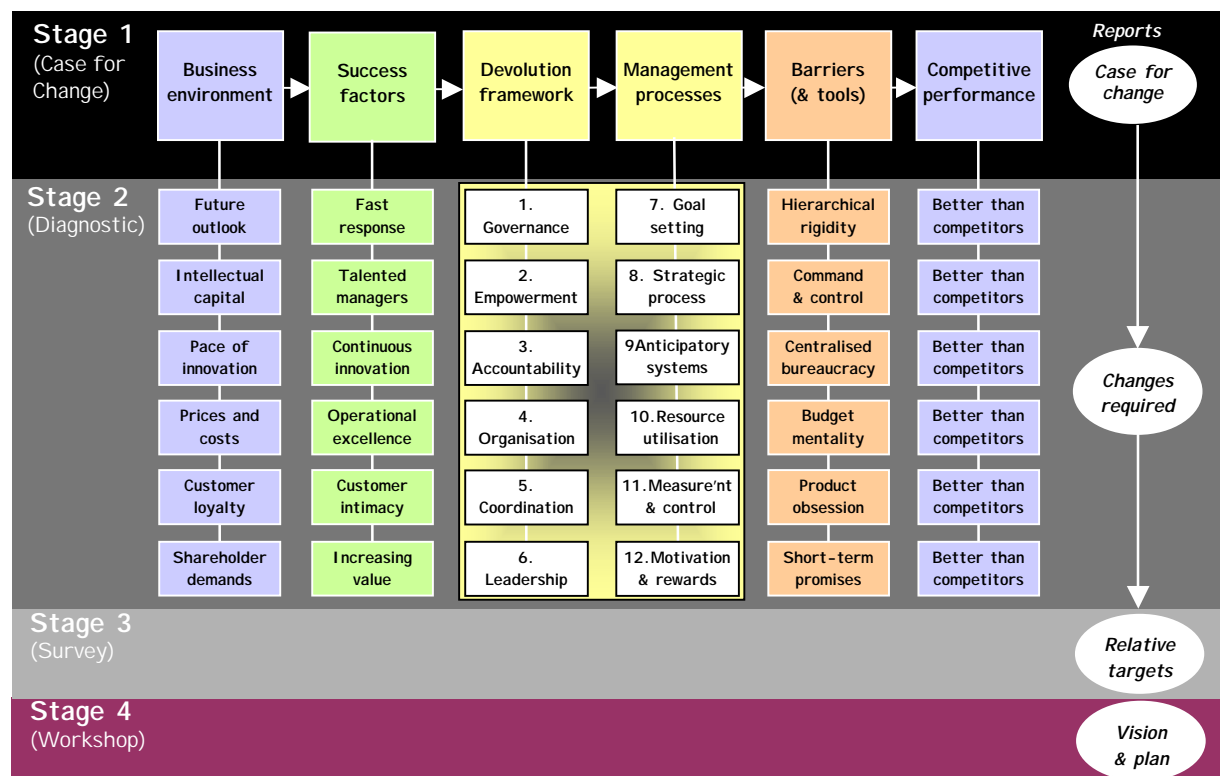 Stage 1
(Case for
Change)
Business
environment
Success
factors
Devolution
framework
Management
processes
Barriers
(& tools)
Competitive
performance
Reports
Case for
change
Stage 2
(Diagnostic)
Future
outlook
Fast
response
1.
Governance
7. Goal
setting
Hierarchical
rigidity
Better than
competitors
Intellectual
capital
Talented
managers
2.
Empowerment
8. Strategic
process
Command
& control
Better than
competitors
Pace of
innovation
Continuous
innovation
3.
Accountability
9Anticipatory
systems
Centralised
bureaucracy
Better than
competitors
Changes
required
Prices and
costs
Operational
excellence
4.
Organisation
10.Resource
utilisation
Budget
mentality
Better than
competitors
Customer
loyalty
Customer
intimacy
5.
Coordination
11.Measure'nt
& control
Product
obsession
Better than
competitors
Shareholder
demands
Increasing
value
6.
Leadership
12.Motivation
& rewards
Short-term
promises
Better than
competitors
Stage 3
(Survey)
Relative
targets
Stage 4
(Workshop)
Vision
& plan